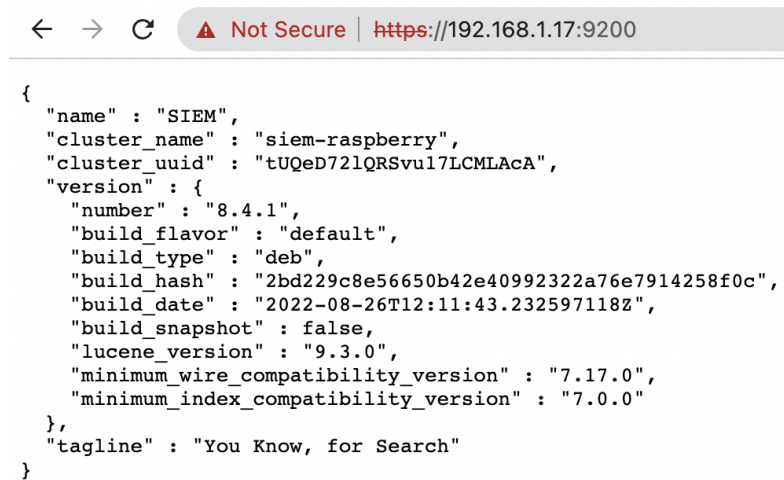 Not Secure | https://192.168.1.17:9200
{
  "name" : "SIEM",
  "cluster_name" : "siem-raspberry",
  "cluster_uuid" : "tUQeD72lQRSvu17LCMLAcA",
  "version" : {
    "number" : "8.4.1",
    "build_flavor" : "default",
    "build_type" : "deb",
    "build_hash" : "2bd229c8e56650b42e40992322a76e7914258f0c",
    "build_date" : "2022-08-26T12:11:43.232597118Z",
    "build_snapshot" : false,
    "lucene_version" : "9.3.0",
    "minimum_wire_compatibility_version" : "7.17.0",
    "minimum_index_compatibility_version" : "7.0.0"
  },
  "tagline" : "You Know, for Search"
}